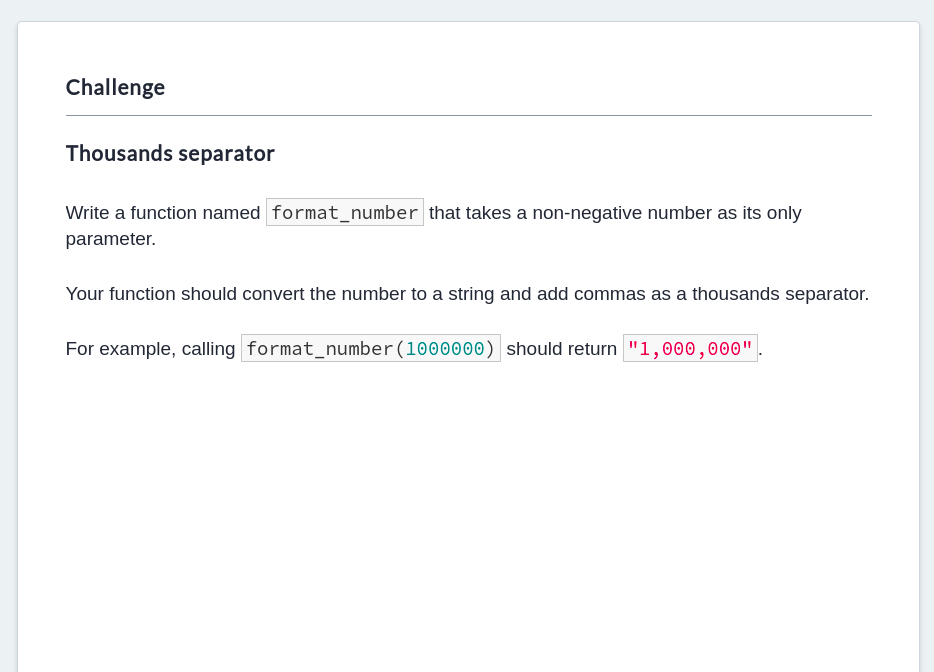 Challenge
Thousands separator
Write a function named format_number that takes a non-negative number as its only
parameter.
Your function should convert the number to a string and add commas as a thousands separator.
For example, calling format_number(1000000) should return "1,000,000".